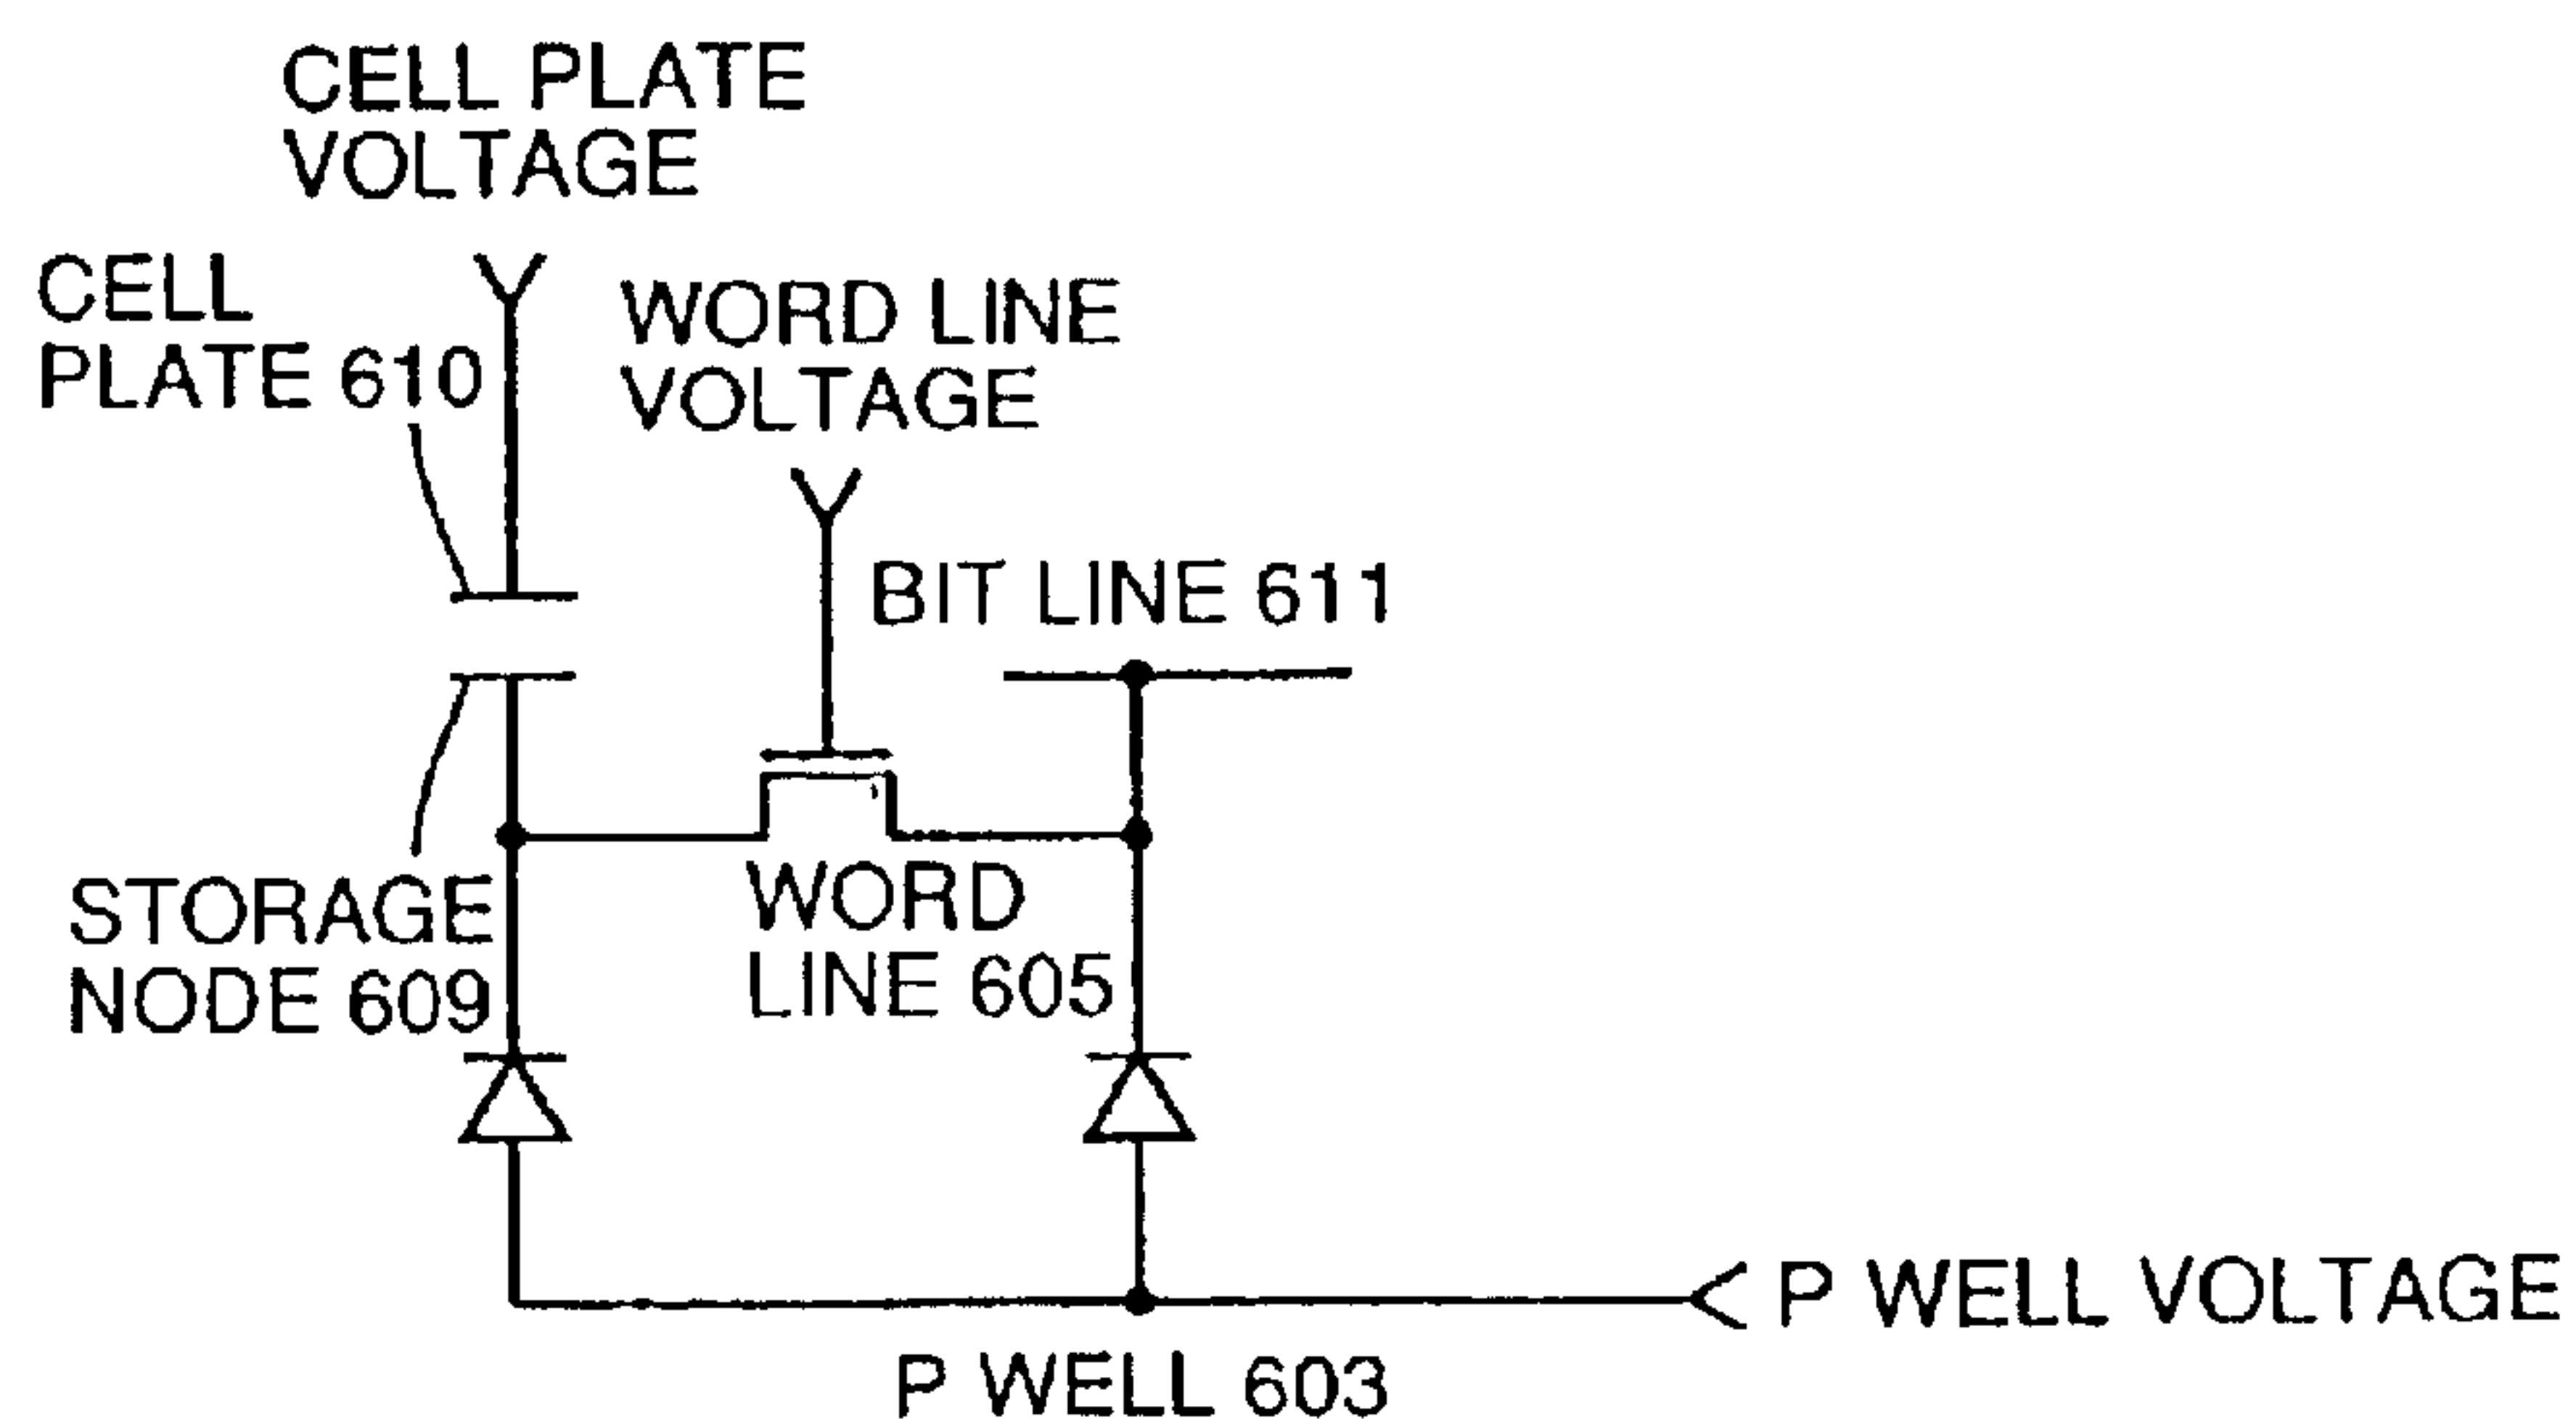 CELL PLATE
VOLTAGE
CELL
PLATE 610
WORD LINE
VOLTAGE
BIT LINE 611
STORAGE
NODE 609
WORD
LINE 605
P WELL VOLTAGE
P WELL 603